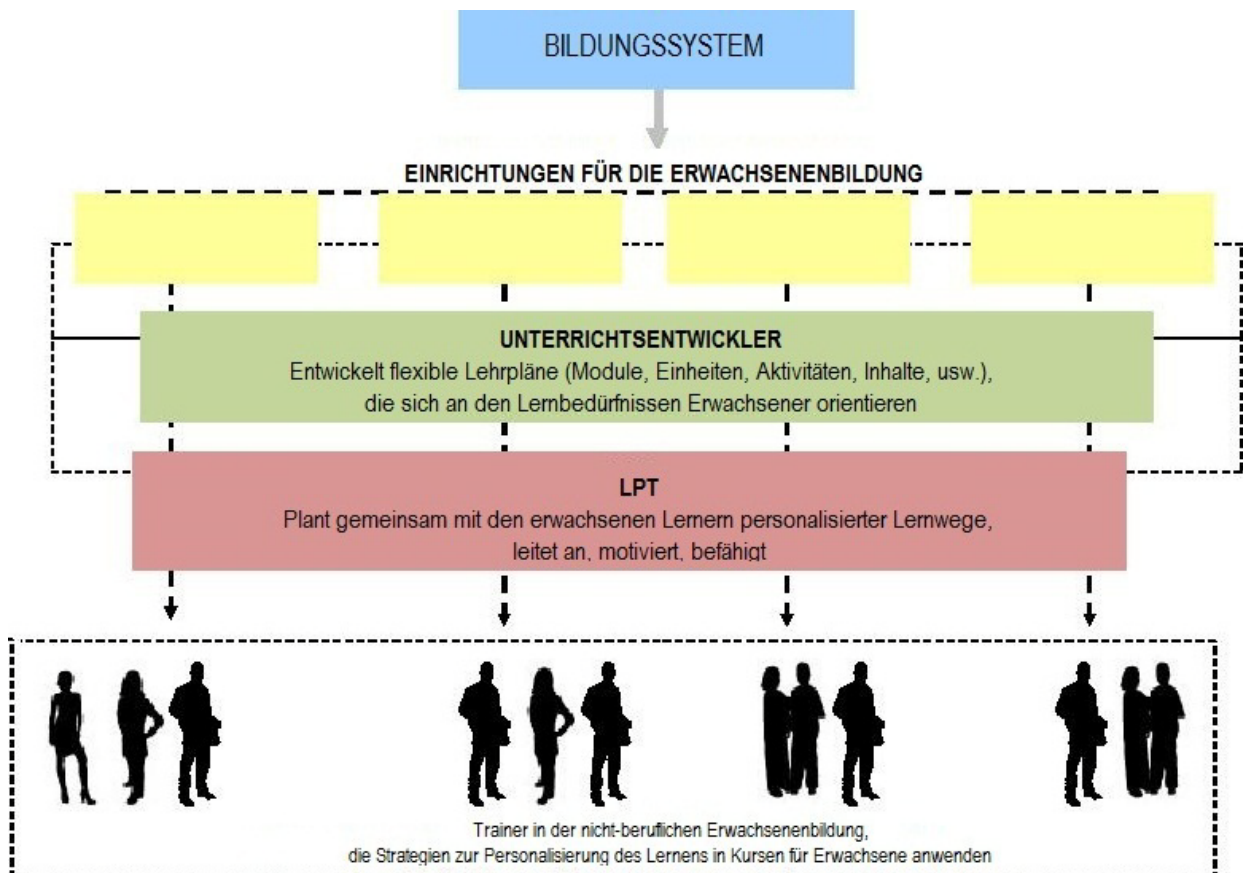 BILDUNGSSYSTEM
EINRICHTUNGEN FÜR DIE ERWACHSENENBILDUNG
UNTERRICHTSENTWICKLER
Entwickelt flexible Lehrpläne (Module, Einheiten, Aktivitäten, Inhalte, usw.),
die sich an den Lernbedürfnissen Erwachsener orientieren
LPT
Plant gemeinsam mit den erwachsenen Lernern personalisierter Lernwege,
leitet an, motiviert, befähigt
Trainer in der nicht-beruflichen Erwachsenenbildung,
die Strategien zur Personalisierung des Lernens in Kursen für Erwachsene anwenden